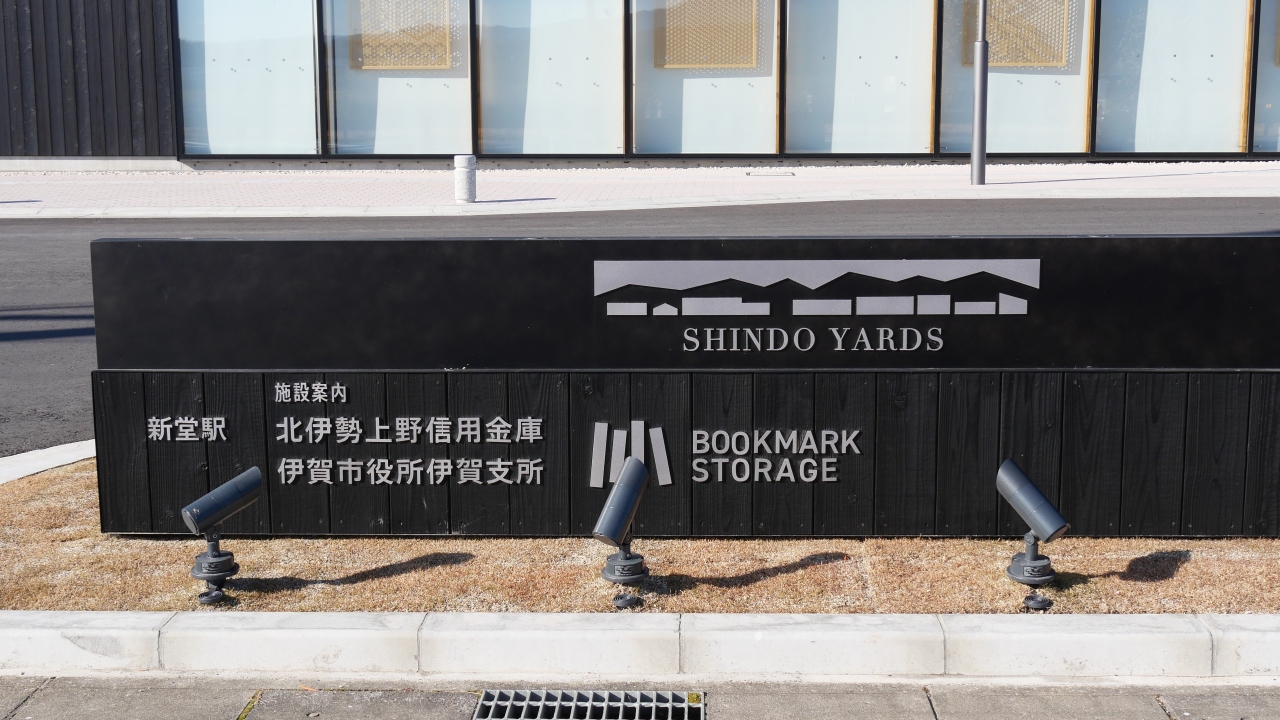 SHINDO YARDS
施設案内
新堂駅
北伊勢上野信用金庫
伊賀市役所伊賀支所
BOOKMARK
STORAGE